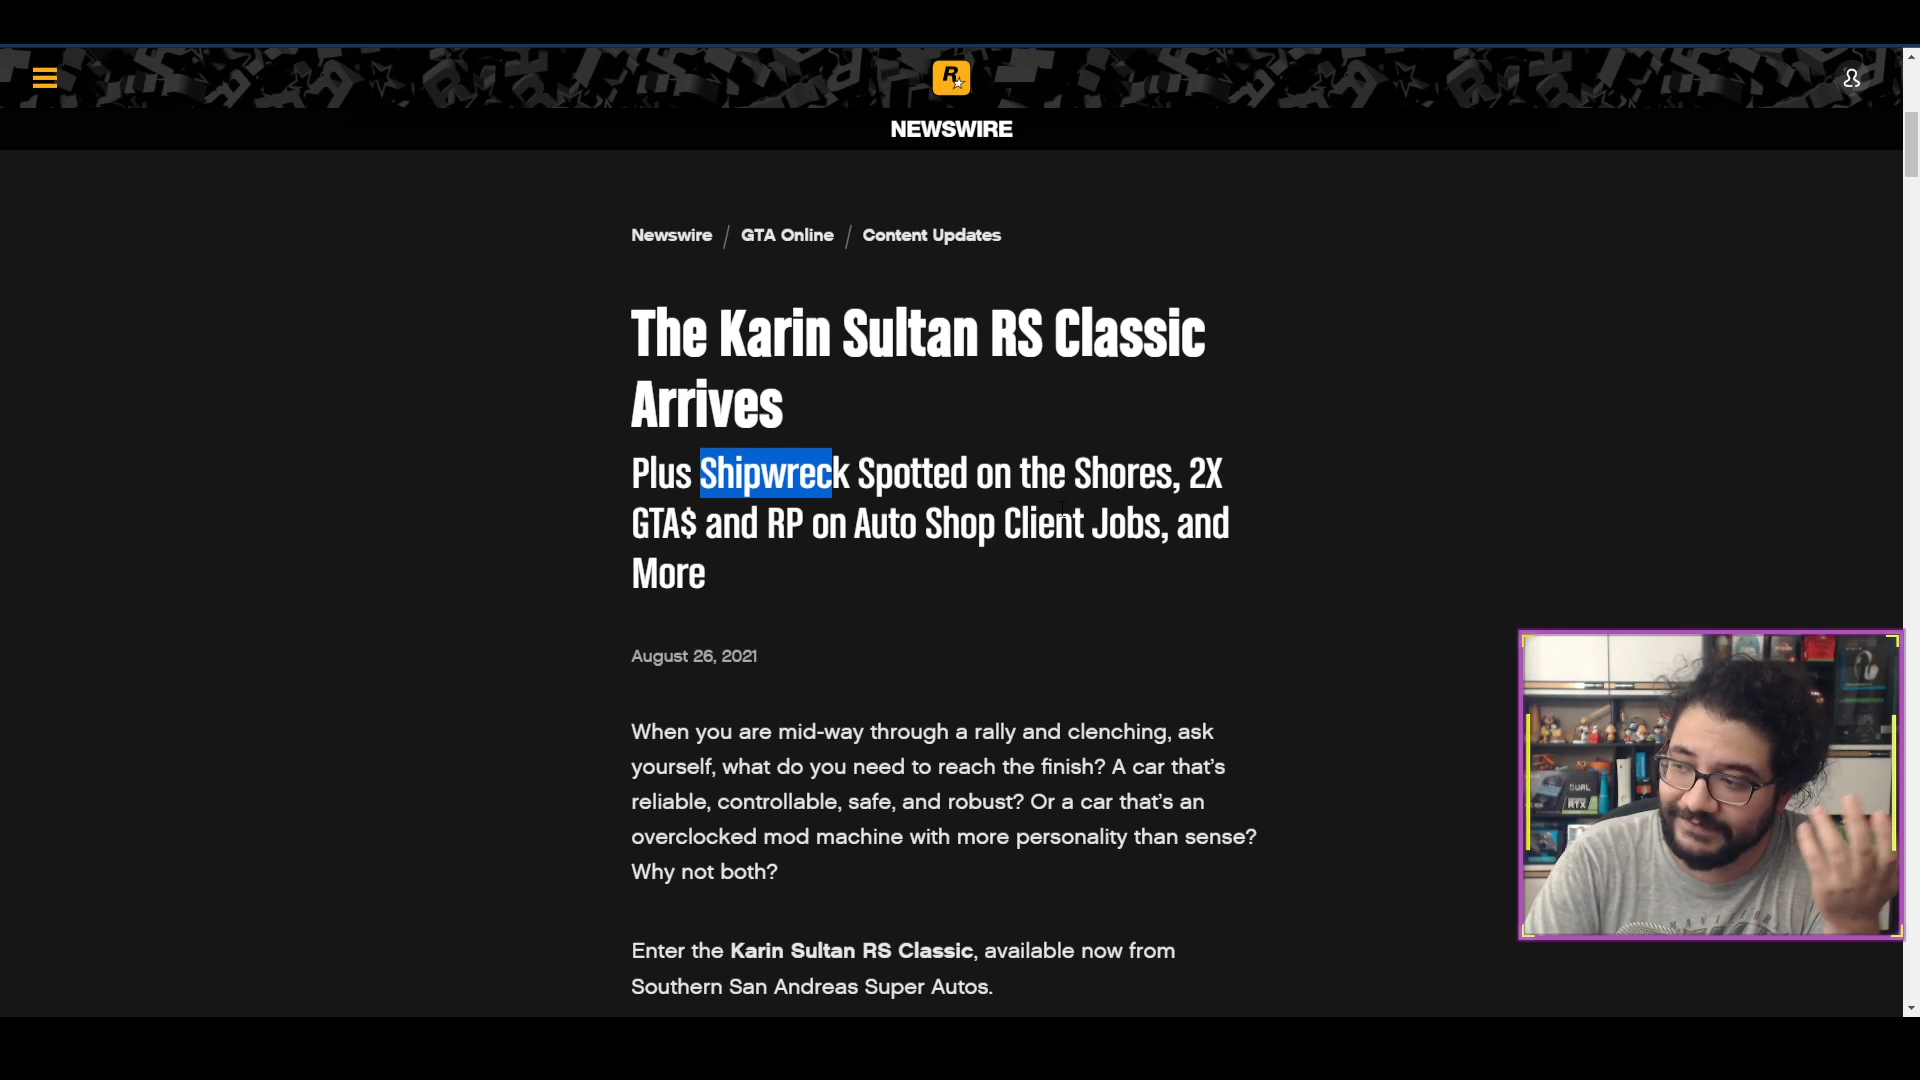 R
NEWSWIRE
Newswire / GTA Online / Content Updates
The Karin Sultan RS Classic
Arrives
Plus Shipwreck Spotted on the Shores, 2X
GTA$ and RP on Auto Shop Client Jobs, and
More
August 26, 2021
When you are mid-way through a rally and clenching, ask
yourself, what do you need to reach the finish? A car that's
reliable, controllable, safe, and robust? Or a car that's an
overclocked mod machine with more personality than sense?
Why not both?
Enter the Karin Sultan RS Classic, available now from
Southern San Andreas Super Autos.
DUAL
RTX